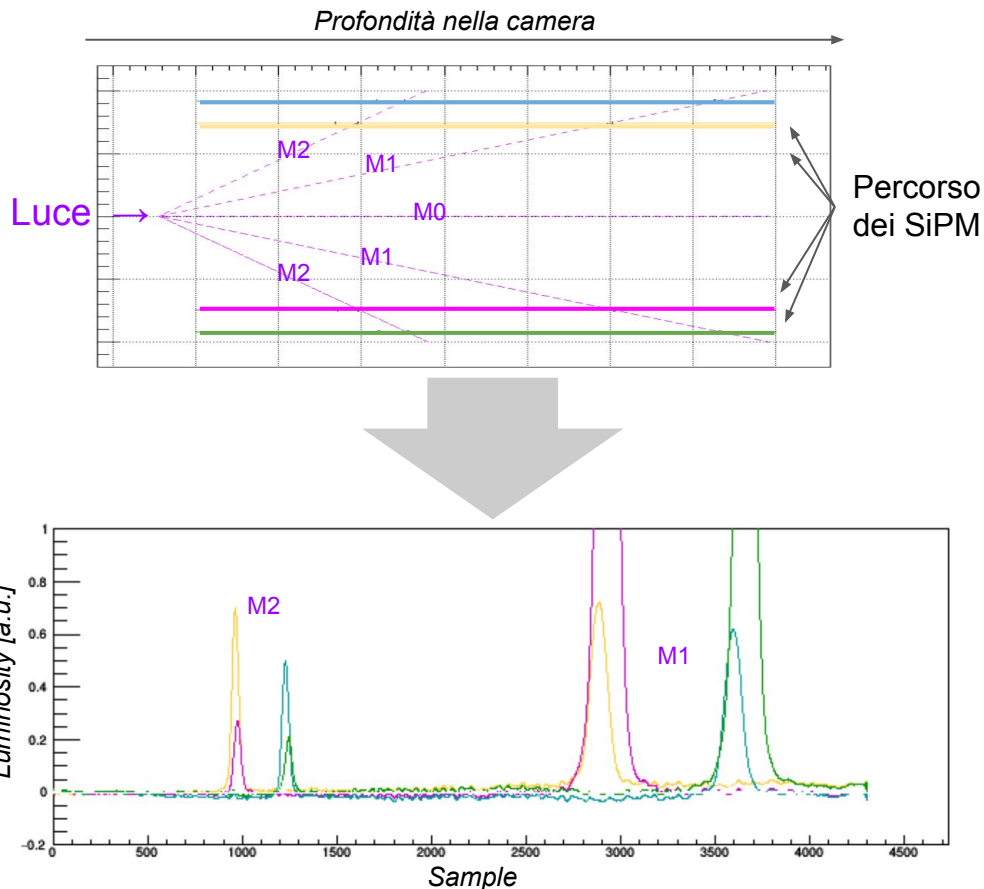 Profondità nella camera
M2
M1
Luce →
M0
Percorso
dei SiPM
M1
M2
1
0.8
0.6
0.4
0.2
0
−0.2
Luminosity [a.u.]
M2
M1
0
500
1000
1500
2000
2500
3000
3500
4000
4500
Sample